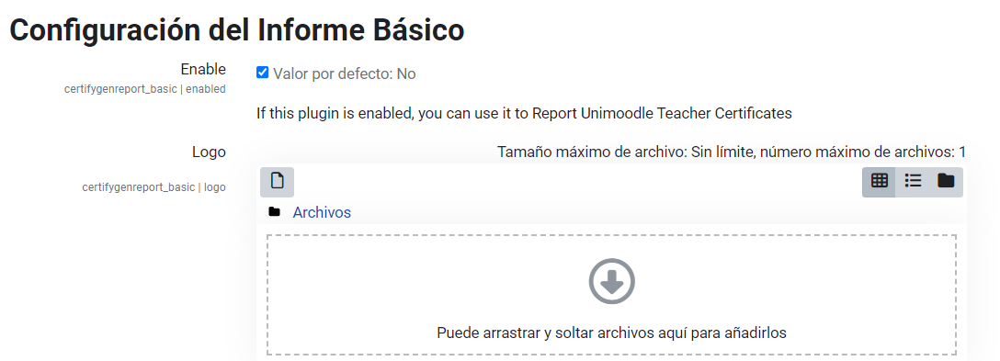 Configuración del Informe Básico
Enable
Valor por defecto: No
certifygenreport_basic | enabled
If this plugin is enabled, you can use it to Report Unimoodle Teacher Certificates
Logo
Tamaño máximo de archivo: Sin límite, número máximo de archivos: 1
certifygenreport_basic | logo
Archivos
Puede arrastrar y soltar archivos aquí para añadirlos